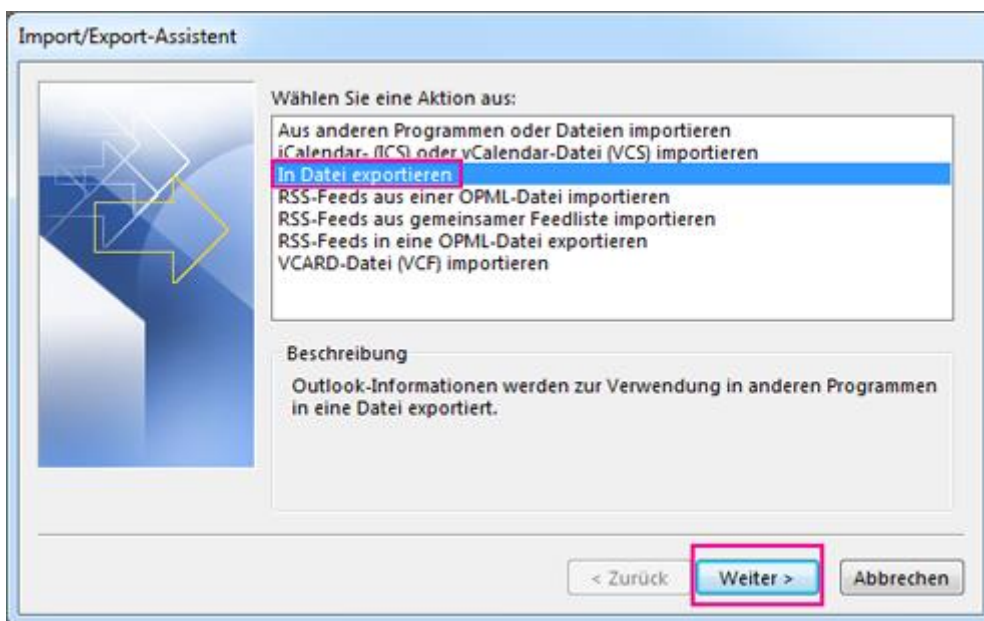 Import/Export-Assistent
Wählen Sie eine Aktion aus:
Aus anderen Programmen oder Dateien importieren
iCalendar- (ICS) oder vCalendar-Datei (VCS) importieren
In Datei exportieren
RSS-Feeds aus einer OPML-Datei importieren
RSS-Feeds aus gemeinsamer Feedliste importieren
RSS-Feeds in eine OPML-Datei exportieren
VCARD-Datei (VCF) importieren
Beschreibung
Outlook-Informationen werden zur Verwendung in anderen Programmen
in eine Datei exportiert.
< Zurück Weiter > Abbrechen